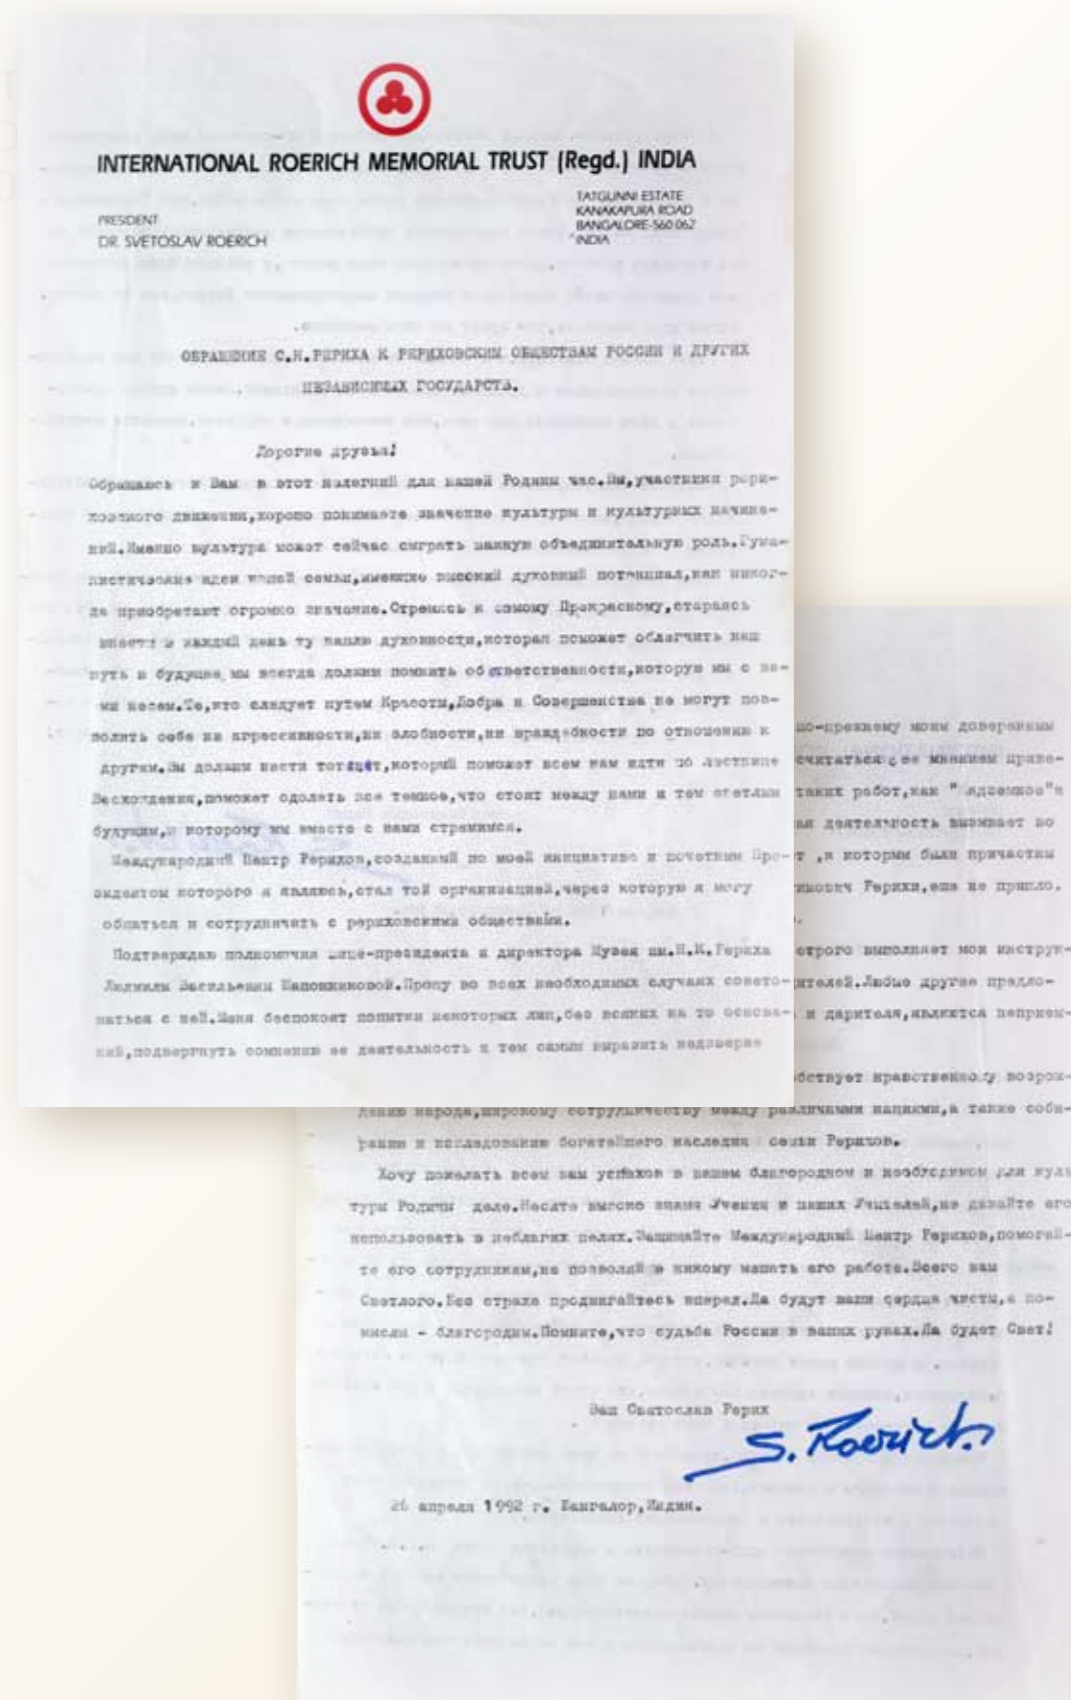 INTERNATIONAL ROERICH MEMORIAL TRUST (Regd.) INDIA
TATGUNNI ESTATE
KANAKAPURA ROAD
BANGALORE-560 062
INDIA
PRESIDENT
DR. SVETOSLAV ROERICH
ОБРАЩЕНИЕ С.Н.РЕРИХА К РЕРИХОВСКИМ ОБЩЕСТВАМ РОССИИ И ДРУГИХ
НЕЗАВИСИМЫХ ГОСУДАРСТВ.
Дорогие друзья!
Обращаюсь к Вам в этот нелегкий для нашей Родины час.Вы,участники рери-
ховского движения,хорошо понимаете значение культуры и культурных начина-
ний.Именно культура может сейчас сыграть важную объединительную роль.Гума-
нистические идеи нашей семьи,имеющие высокий духовный потенциал,как никог-
да приобретают огромное значение.Стремясь к самому Прекрасному,стараясь
внести в каждый день ту каплю духовности,которая поможет облегчить наш
путь в будущее,мы всегда должны помнить об ответственности,которую мы с ва-
ми несем.Те,кто следует путем Красоты,Добра и Совершенства не могут поз-
волить себе ни агрессивности,ни злобности,ни враждебности по отношению к
другим.Вы должны нести тот свет,который поможет всем нам идти по лестнице
Восхождения,поможет одолеть все темное,что стоит между нами и тем светлым
будущим,к которому мы вместе с вами стремимся.
Международный Центр Рерихов,созданный по моей инициативе и почетным Пре-
зидентом которого я являюсь,стал той организацией,через которую я могу
общаться и сотрудничать с рериховскими обществами.
Подтверждаю полномочия вице-президента и директора Музея им.Н.К.Рериха
Людмилы Васильевны Шапошниковой.Прошу во всех необходимых случаях совето-
ваться с ней.Меня беспокоят попытки некоторых лиц,без всяких на то основа-
ний,подвергнуть сомнению ее деятельность и тем самым выразить недоверие
по-прежнему моим доверенным
считаться с ее мнением
таких работ,как
деятельность вызывает во
,к которым были причастны
Рерихи,еще не пришло.
строго выполняет мои инструк-
Любые другие предло-
и дарителя,являются неприем-
нравственному возрож-
дению народа,широкому сотрудничеству между различными нациями,а также соби-
ранию и исследованию богатейшего наследия семьи Рерихов.
Хочу пожелать всем вам успехов в вашем благородном и необходимом для куль
туры Родины деле.Несите высоко знамя Учения и наших Учителей,не давайте его
использовать в неблагих целях.Защищайте Международный Центр Рерихов,помогай-
те его сотрудникам,не позволяйте никому мешать его работе.Всего вам
Светлого.Без страха продвигайтесь вперед.Да будут ваши сердца чисты,а по-
мыслы - благородны.Помните,что судьба России в ваших руках.Да будет Свет!
Ваш Святослав Рерих
S. Roerich.
26 апреля 1992 г. Бангалор,Индия.